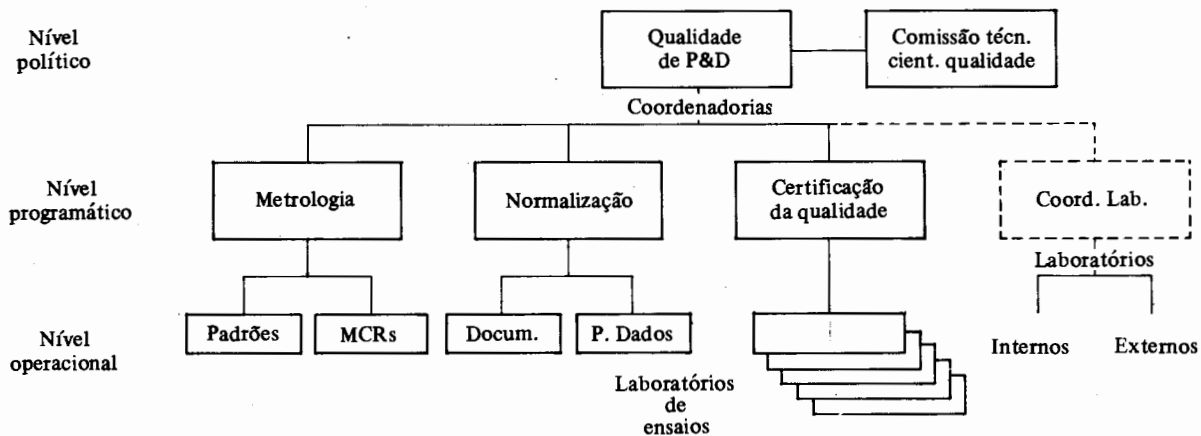 Nível
político
Qualidade
de P&D
Comissão técn.
cient. qualidade
Coordenadorias
Nível
programático
Metrologia
Normalização
Certificação
da qualidade
Coord. Lab.
Laboratórios
Nível
operacional
Padrões
MCRs
Docum.
P. Dados
Internos
Externos
Laboratórios
de
ensaios